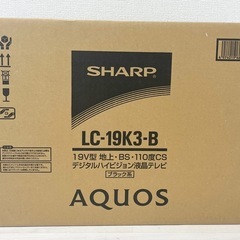 SHARP
LC-19K3-B
19V型 地上・BS・110度CS
デジタルハイビジョン液晶テレビ
ブラック系
AQUOS